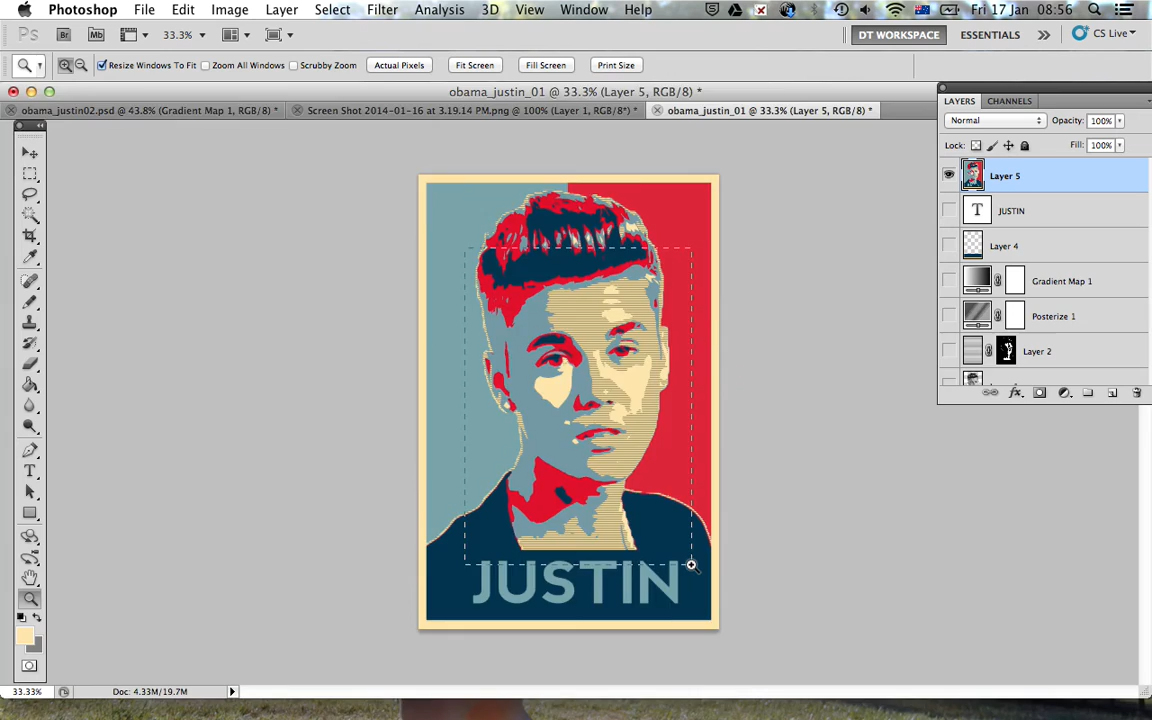 Photoshop File Edit Image Layer Select Filter Analysis 3D View Window Help Fri 17 Jan 08:56
Ps Br Mb 33.3% DT WORKSPACE ESSENTIALS CS Live
Resize Windows To Fit Zoom All Windows Scrubby Zoom Actual Pixels Fit Screen Fill Screen Print Size
obama_justin_01 @ 33.3% (Layer 5, RGB/8) *
obama_justin02.psd @ 43.8% (Gradient Map 1, RGB/8) * Screen Shot 2014-01-16 at 3.19.14 PM.png @ 100% (Layer 1, RGB/8*) * obama_justin_01 @ 33.3% (Layer 5, RGB/8) *
LAYERS CHANNELS
Normal Opacity: 100%
Lock: Fill: 100%
Layer 5
T JUSTIN
Layer 4
Gradient Map 1
Posterize 1
Layer 2
fx
T
JUSTIN
33.33% Doc: 4.33M/19.7M